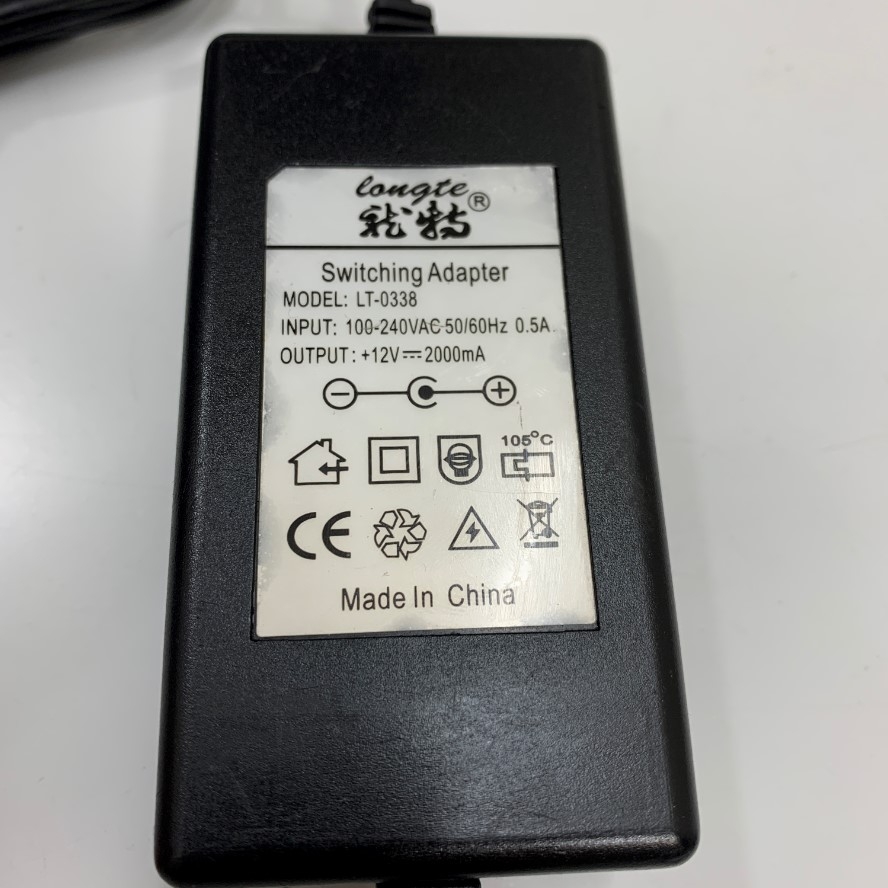 longte®
龙特
Switching Adapter
MODEL: LT-0338
INPUT: 100-240VAC 50/60Hz 0.5A
OUTPUT: +12V⎓2000mA
105°C
CE
Made In China